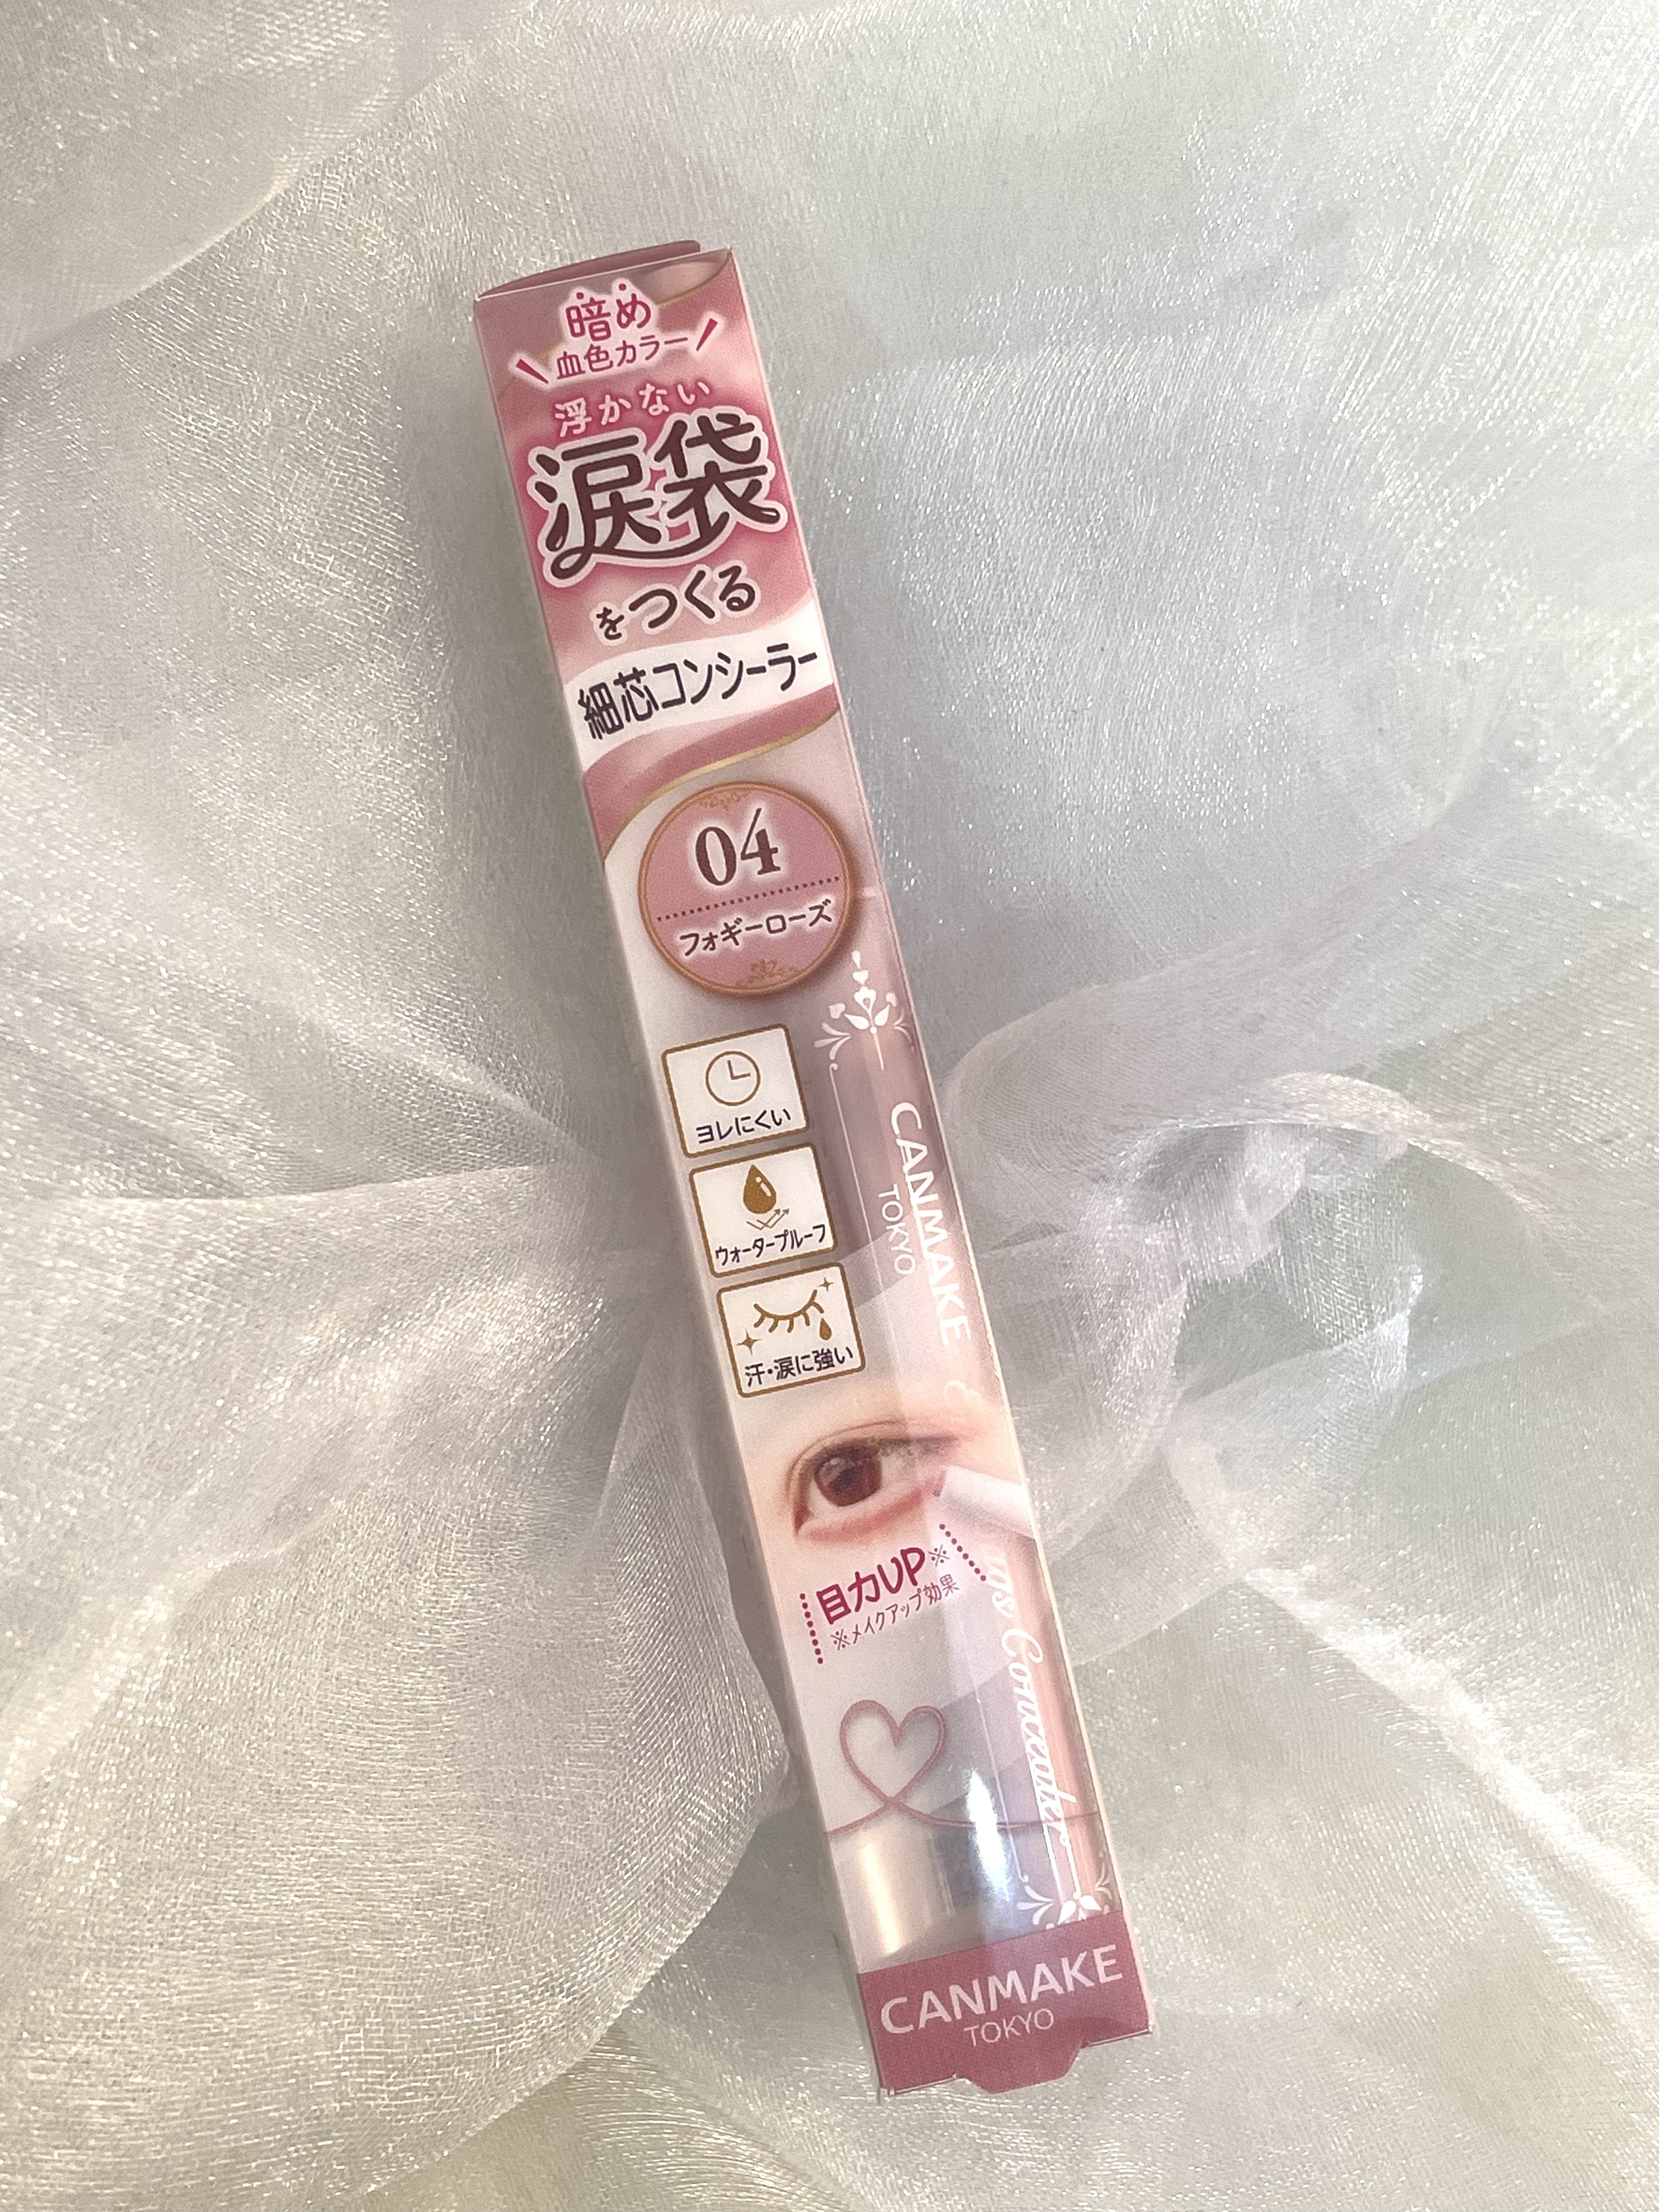 暗め
血色カラー
浮かない
涙袋
をつくる
細芯コンシーラー
04
フォギーローズ
ヨレにくい
ウォータープルーフ
汗・涙に強い
CANMAKE
TOKYO
目力UP※
※メイクアップ効果
Concealer
CANMAKE
TOKYO